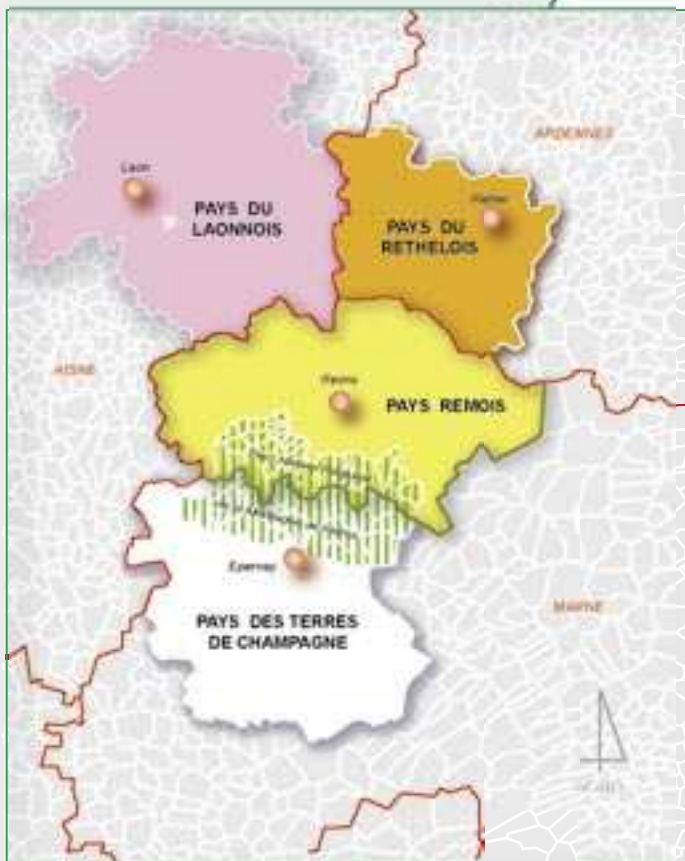 ARDENNES
Laon
PAYS DU
LAONNOIS
Rethel
PAYS DU
RETHELOIS
AISNE
Reims
PAYS REMOIS
Epernay
MARNE
PAYS DES TERRES
DE CHAMPAGNE